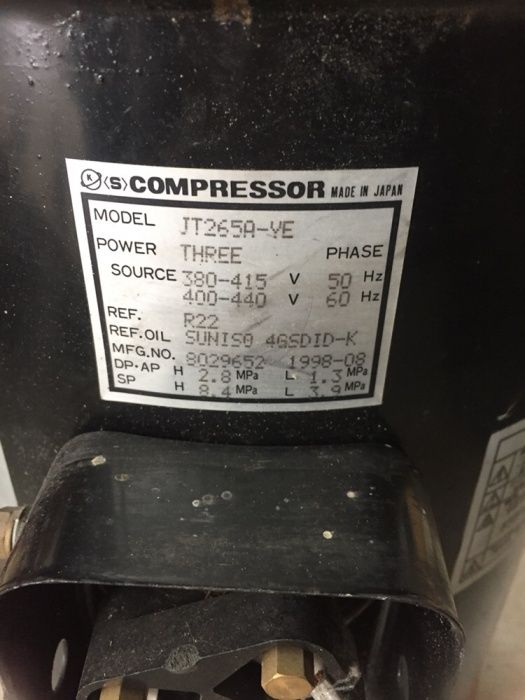 K <S> COMPRESSOR MADE IN JAPAN
MODEL JT265A-YE
POWER THREE PHASE
SOURCE 380-415 V 50 Hz
400-440 V 60 Hz
REF. R22
REF.OIL SUNISO 4GSDID-K
MFG.NO. 8029652 1998-08
DP·AP H 2.8 MPa L 1.3 MPa
SP H 8.4 MPa L 3.9 MPa